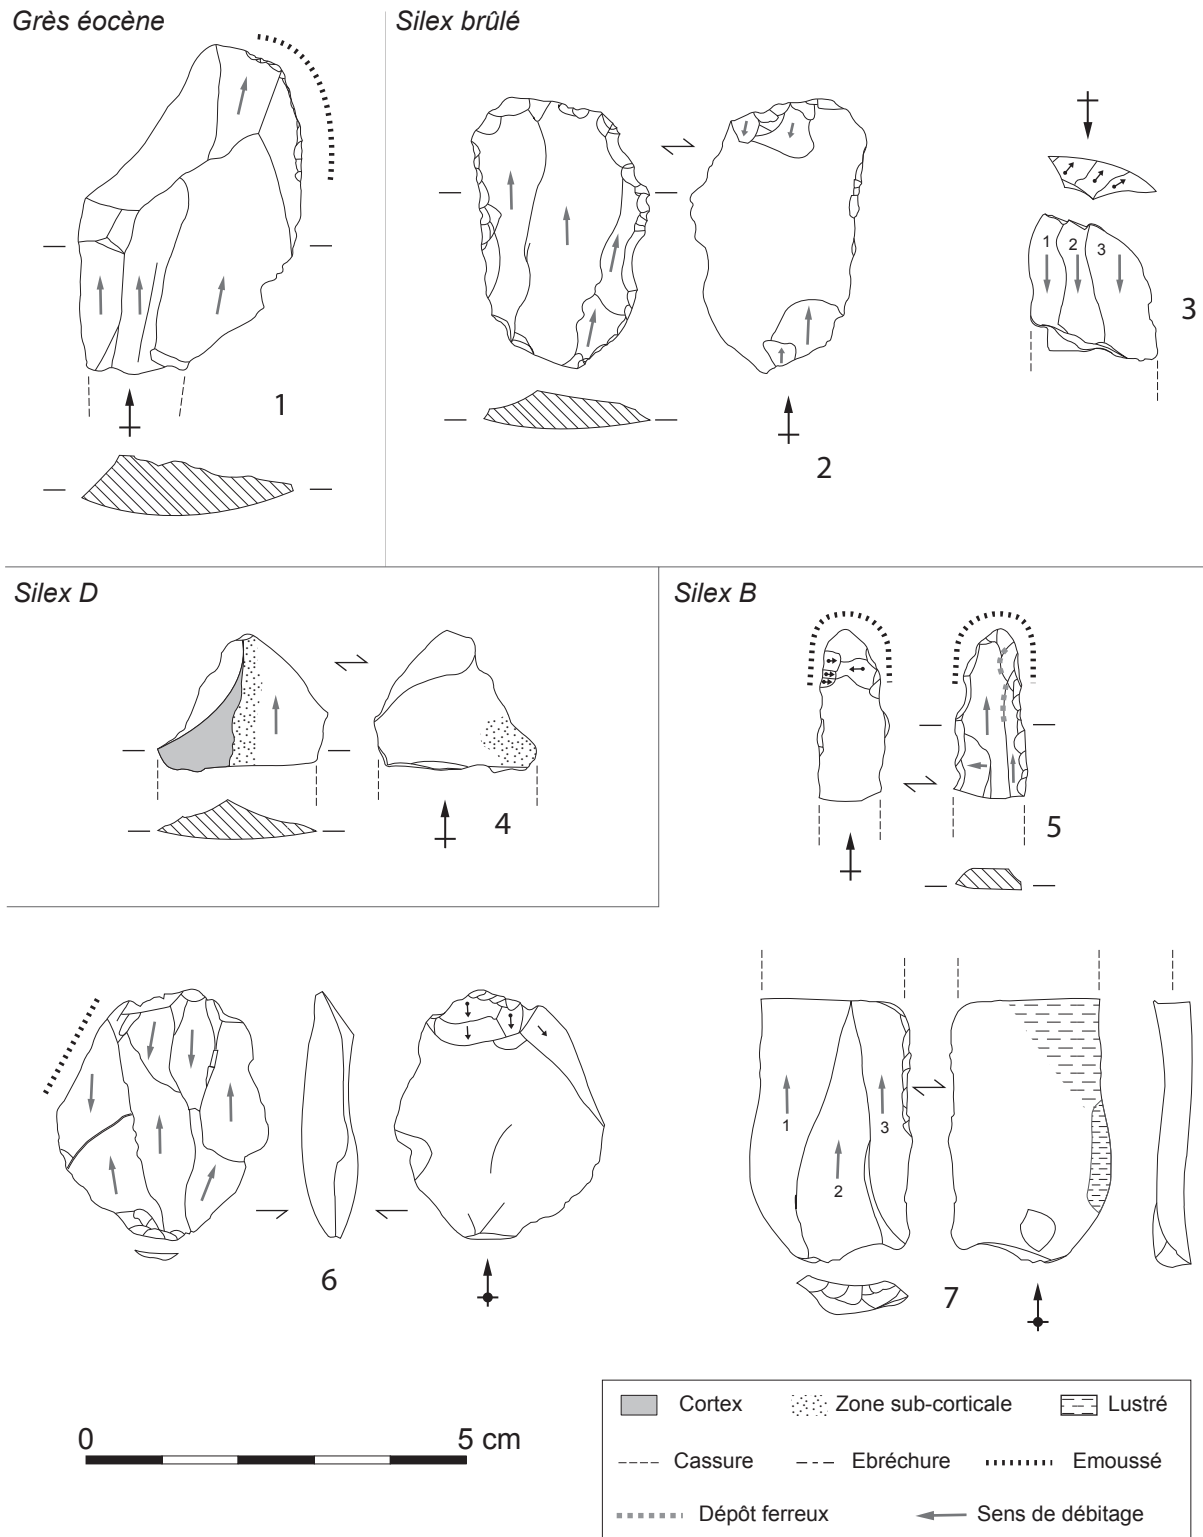 Grès éocène
Silex brûlé
1 2 3
3
1
2
Silex D
Silex B
4
5
1
2
3
6
7
0 5 cm
Cortex Zone sub-corticale Lustré
Cassure Ebréchure Emoussé
Dépôt ferreux Sens de débitage